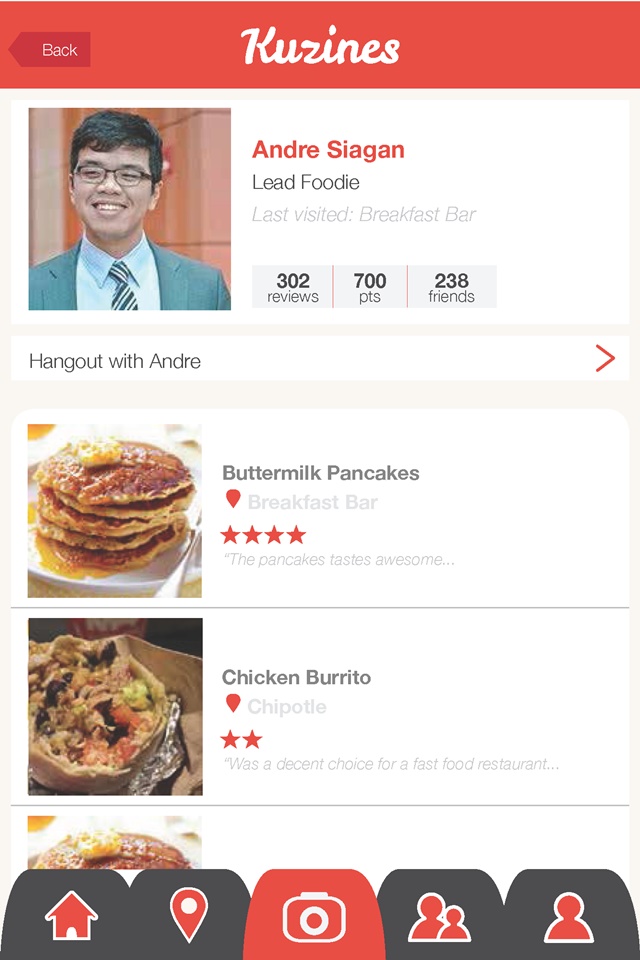 Back
Kuzines
Andre Siagan
Lead Foodie
Last visited: Breakfast Bar
302 700 238
reviews pts friends
Hangout with Andre
Buttermilk Pancakes
Breakfast Bar
"The pancakes tastes awesome...
Chicken Burrito
Chipotle
"Was a decent choice for a fast food restaurant...